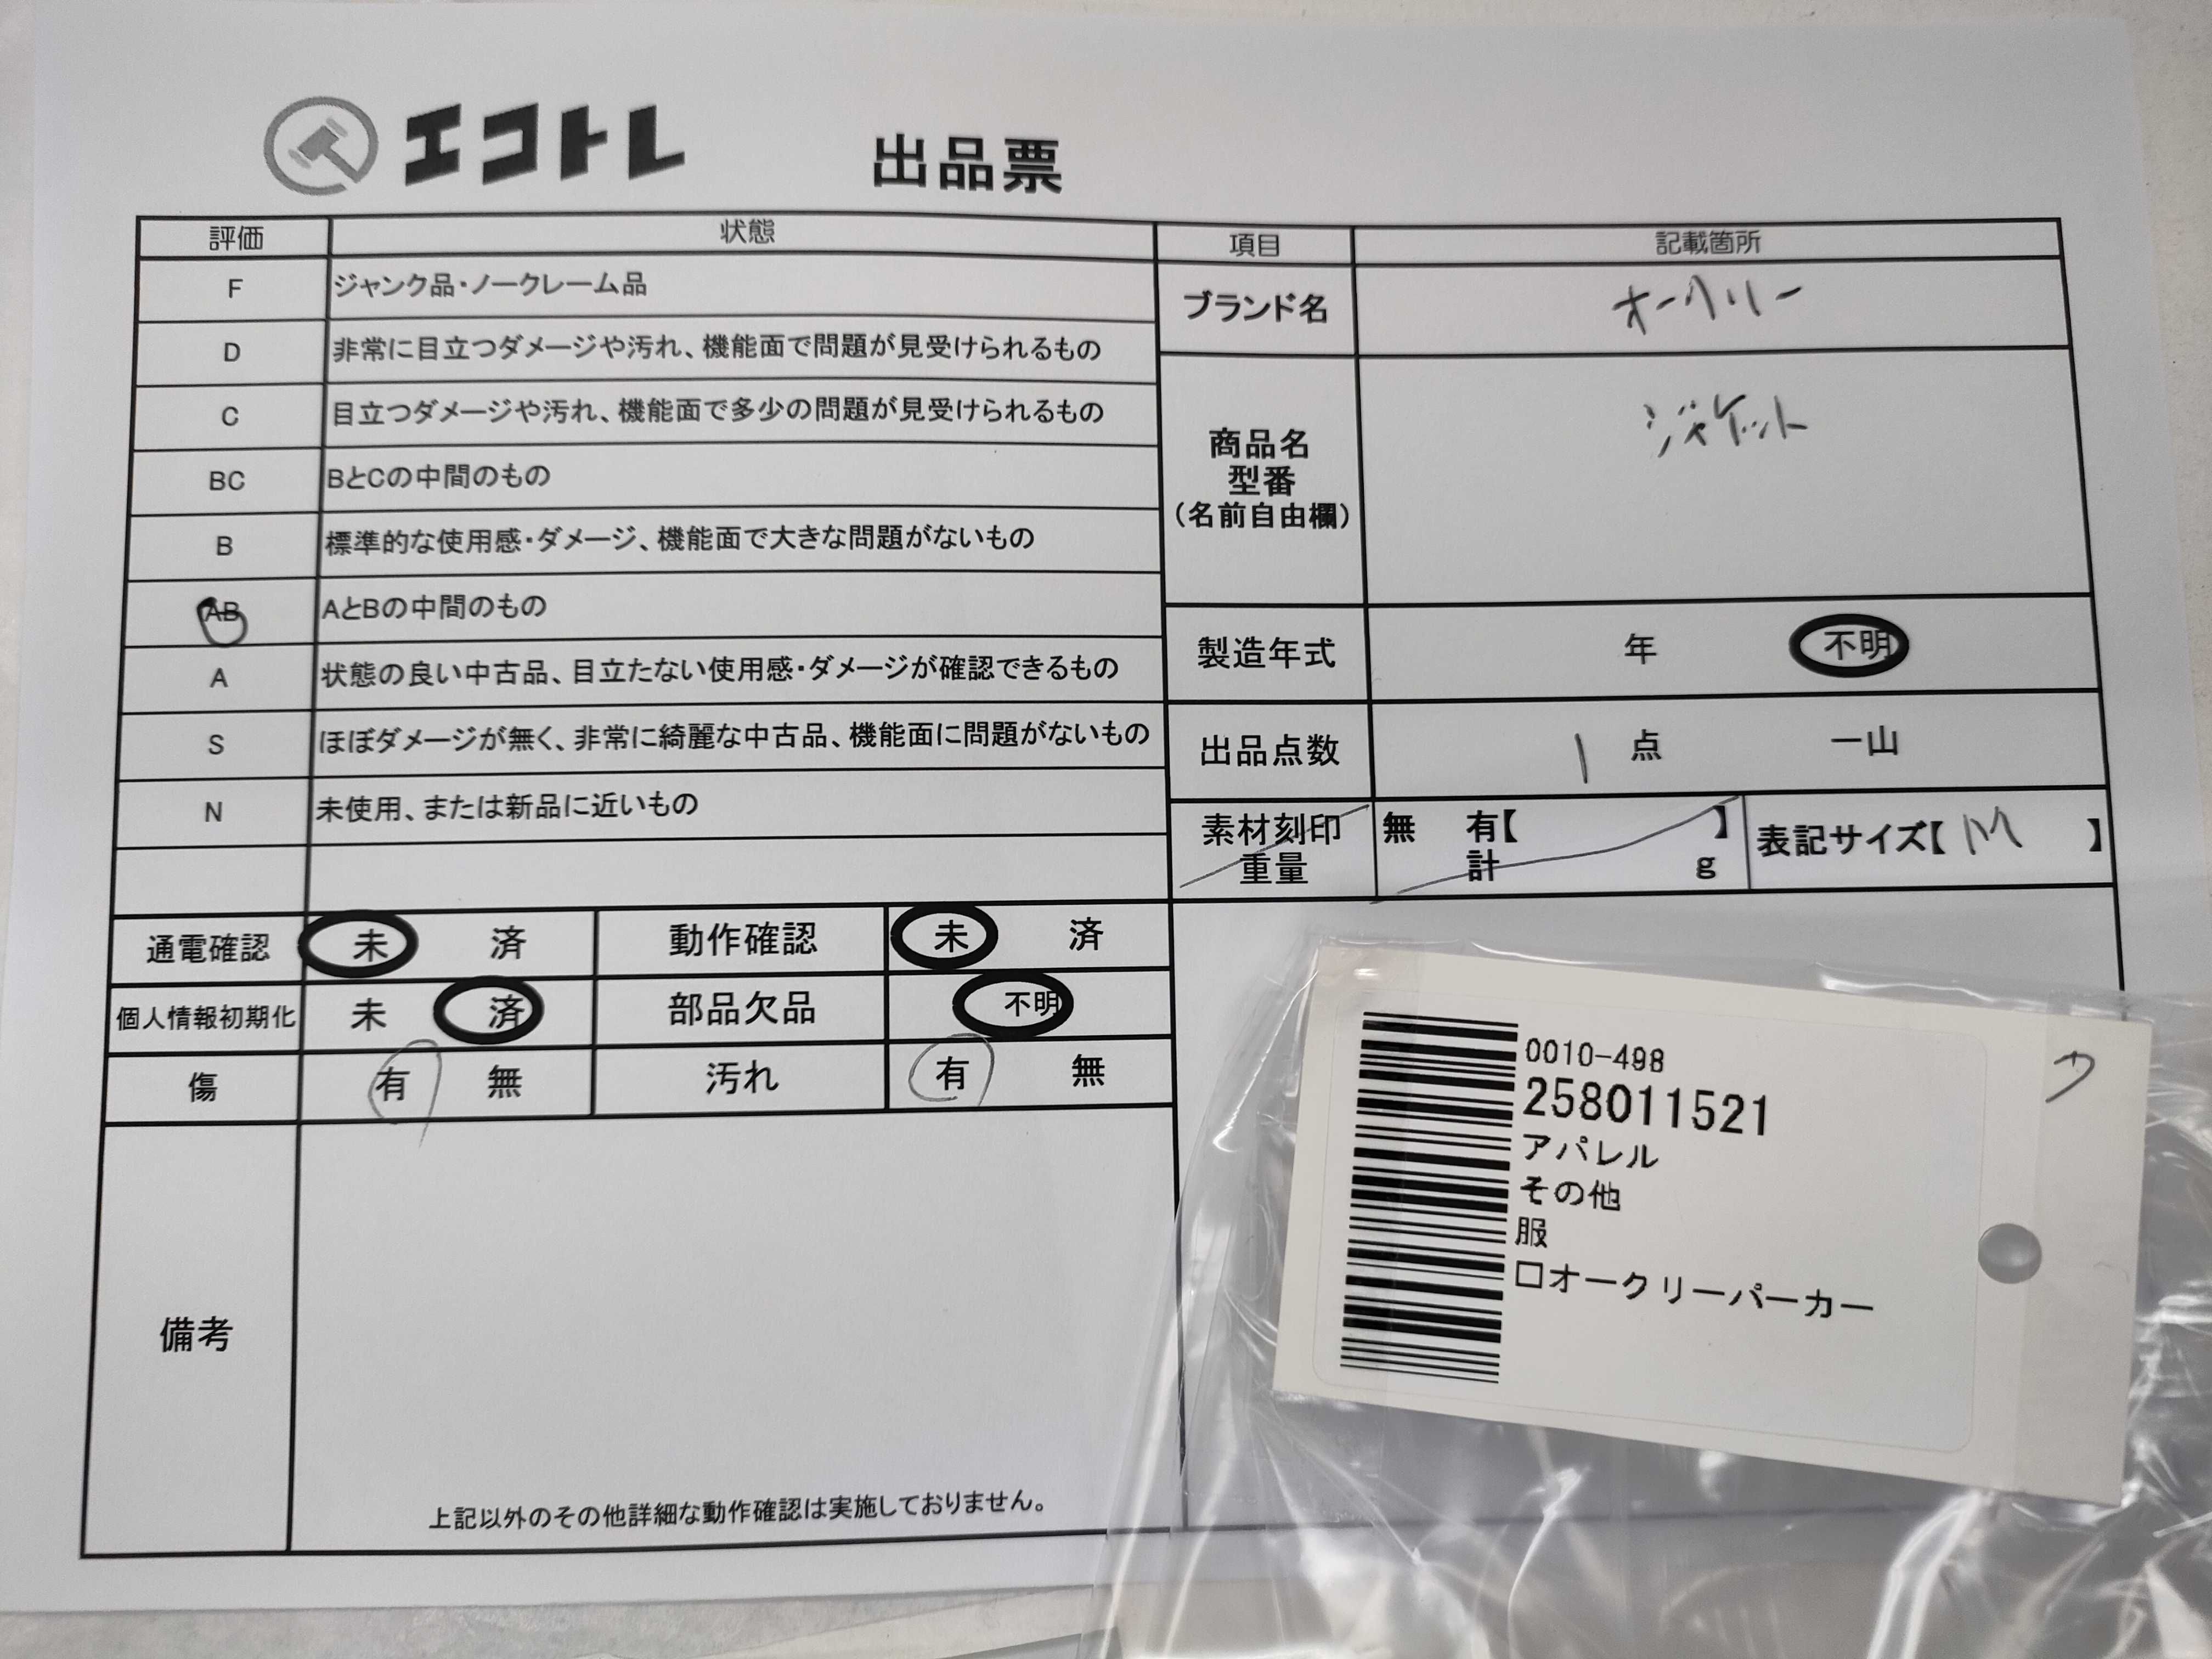 エコトレ 出品票
評価 状態
F ジャンク品・ノークレーム品
D 非常に目立つダメージや汚れ、機能面で問題が見受けられるもの
C 目立つダメージや汚れ、機能面で多少の問題が見受けられるもの
BC BとCの中間のもの
B 標準的な使用感・ダメージ、機能面で大きな問題がないもの
AB AとBの中間のもの
A 状態の良い中古品、目立たない使用感・ダメージが確認できるもの
S ほぼダメージが無く、非常に綺麗な中古品、機能面に問題がないもの
N 未使用、または新品に近いもの
項目 記載箇所
ブランド名 オークリー
商品名
型番
(名前自由欄)
ジャケット
製造年式 年 不明
出品点数 1 点 一山
素材刻印 無 有【 】
重量 計 g
表記サイズ【 M 】
通電確認 未 済 動作確認 未 済
個人情報初期化 未 済 部品欠品 不明
傷 有 無 汚れ 有 無
備考
上記以外のその他詳細な動作確認は実施しておりません。
0010-498
258011521
アパレル
その他
服
□オークリーパーカー